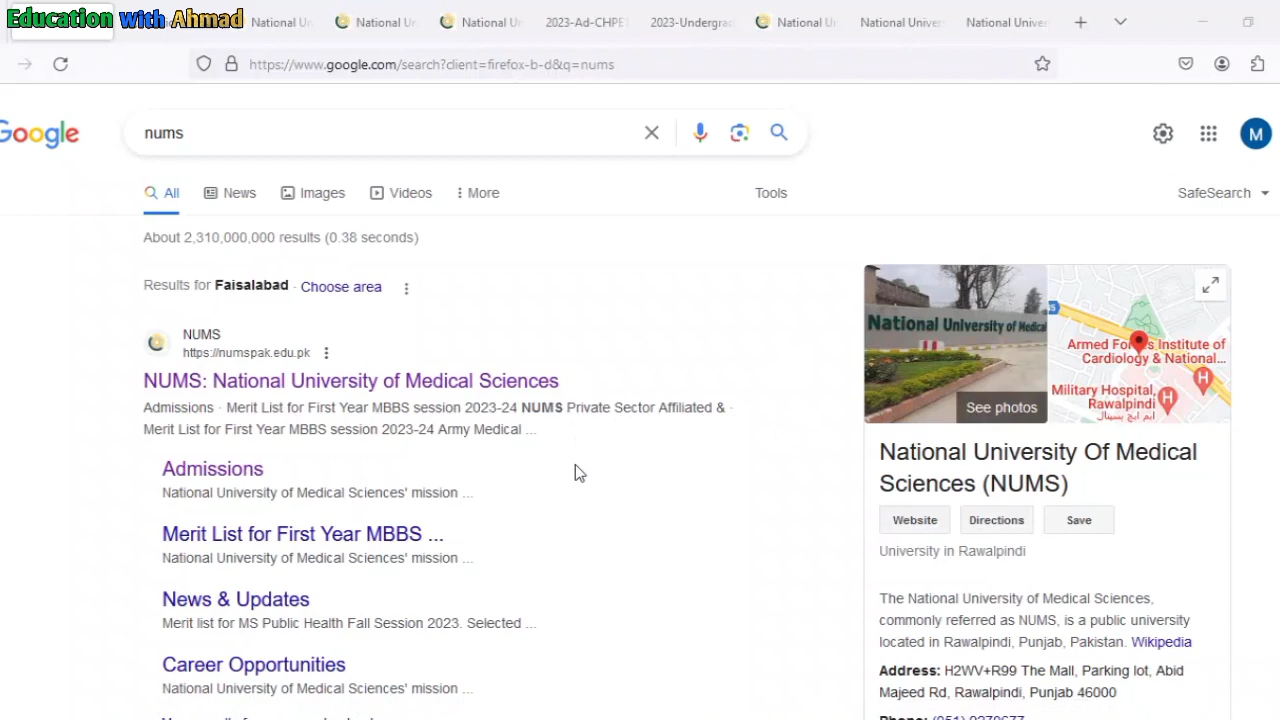 Education with Ahmad
National Un
National Un
National Un
2023-Ad-CHPE
2023-Undergrad
National Un
National Univers
National Univers
https://www.google.com/search?client=firefox-b-d&q=nums
Google
nums
M
All
News
Images
Videos
More
Tools
SafeSearch
About 2,310,000,000 results (0.38 seconds)
Results for Faisalabad · Choose area
NUMS
https://numspak.edu.pk
NUMS: National University of Medical Sciences
Admissions · Merit List for First Year MBBS session 2023-24 NUMS Private Sector Affiliated & ·
Merit List for First Year MBBS session 2023-24 Army Medical ...
Admissions
National University of Medical Sciences' mission ...
Merit List for First Year MBBS ...
National University of Medical Sciences' mission ...
News & Updates
Merit list for MS Public Health Fall Session 2023. Selected ...
Career Opportunities
National University of Medical Sciences' mission ...
National University of Medical
See photos
Armed For s Institute of
Cardiology & National...
Military Hospital,
Rawalpindi
ایم ایچ ہسپتال
National University Of Medical
Sciences (NUMS)
Website
Directions
Save
University in Rawalpindi
The National University of Medical Sciences,
commonly referred as NUMS, is a public university
located in Rawalpindi, Punjab, Pakistan. Wikipedia
Address: H2WV+R99 The Mall, Parking lot, Abid
Majeed Rd, Rawalpindi, Punjab 46000